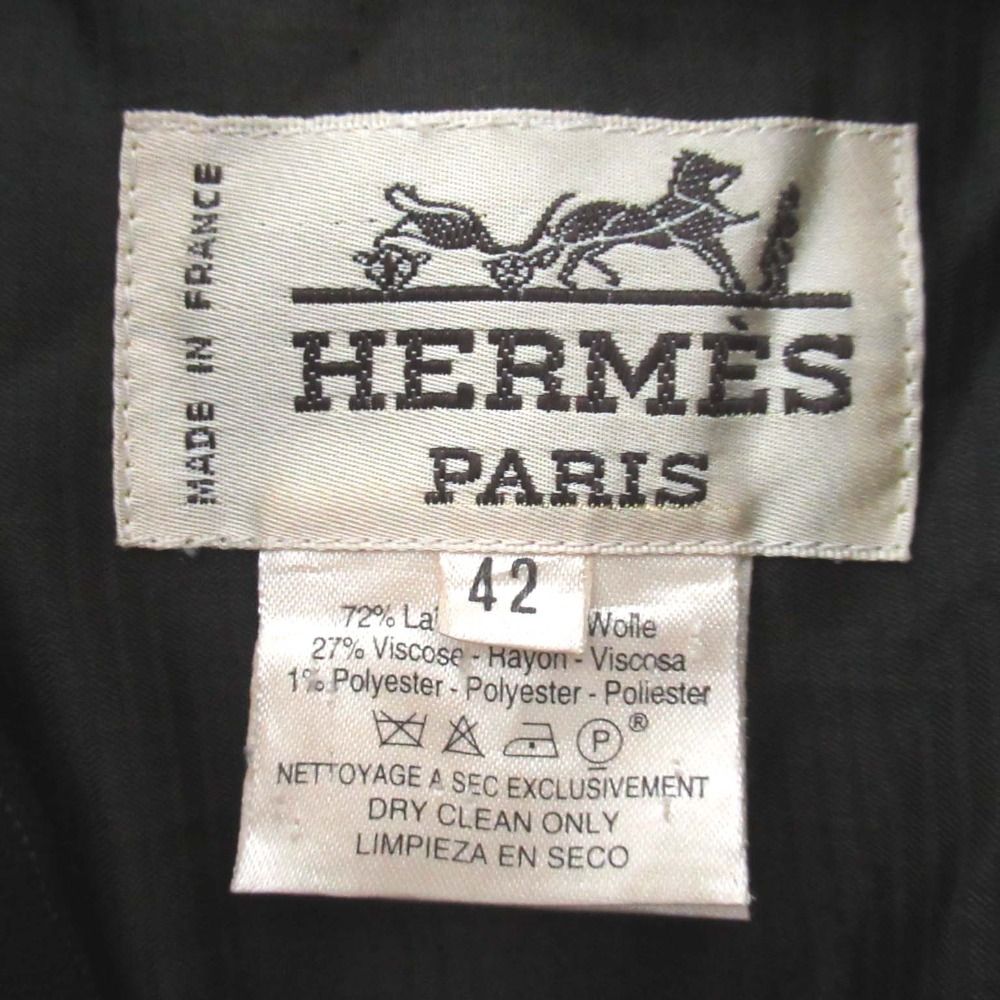 MADE IN FRANCE
HERMÈS
PARIS
42
72% Wolle
27% Viscose - Rayon - Viscosa
1% Polyester - Polyester - Poliester
P ®
NETTOYAGE A SEC EXCLUSIVEMENT
DRY CLEAN ONLY
LIMPIEZA EN SECO